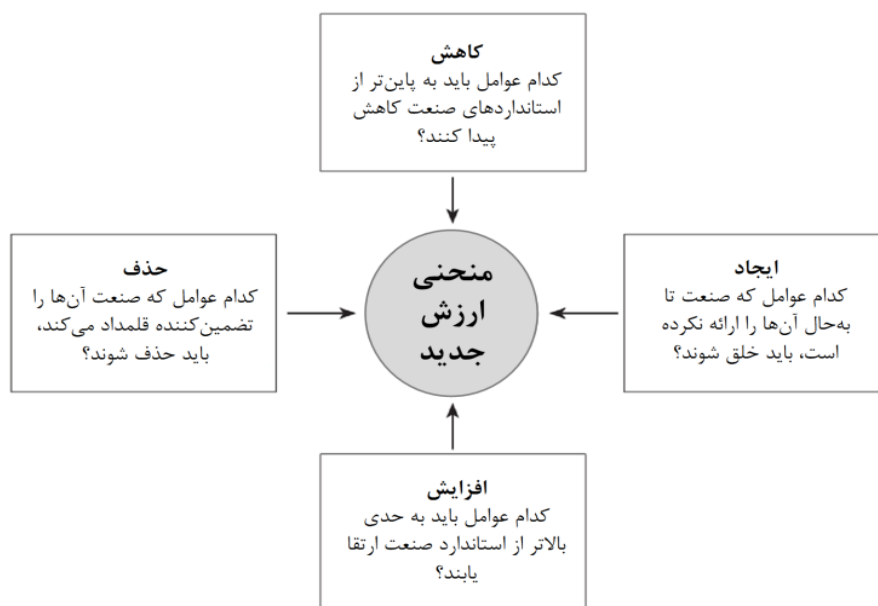 کاهش
کدام عوامل باید به پاین‌تر از
استانداردهای صنعت کاهش
پیدا کنند؟
حذف
کدام عوامل که صنعت آن‌ها را
تضمین‌کننده قلمداد می‌کند،
باید حذف شوند؟
منحنی
ارزش
جدید
ایجاد
کدام عوامل که صنعت تا
به‌حال آن‌ها را ارائه نکرده
است، باید خلق شوند؟
افزایش
کدام عوامل باید به حدی
بالاتر از استاندارد صنعت ارتقا
یابند؟